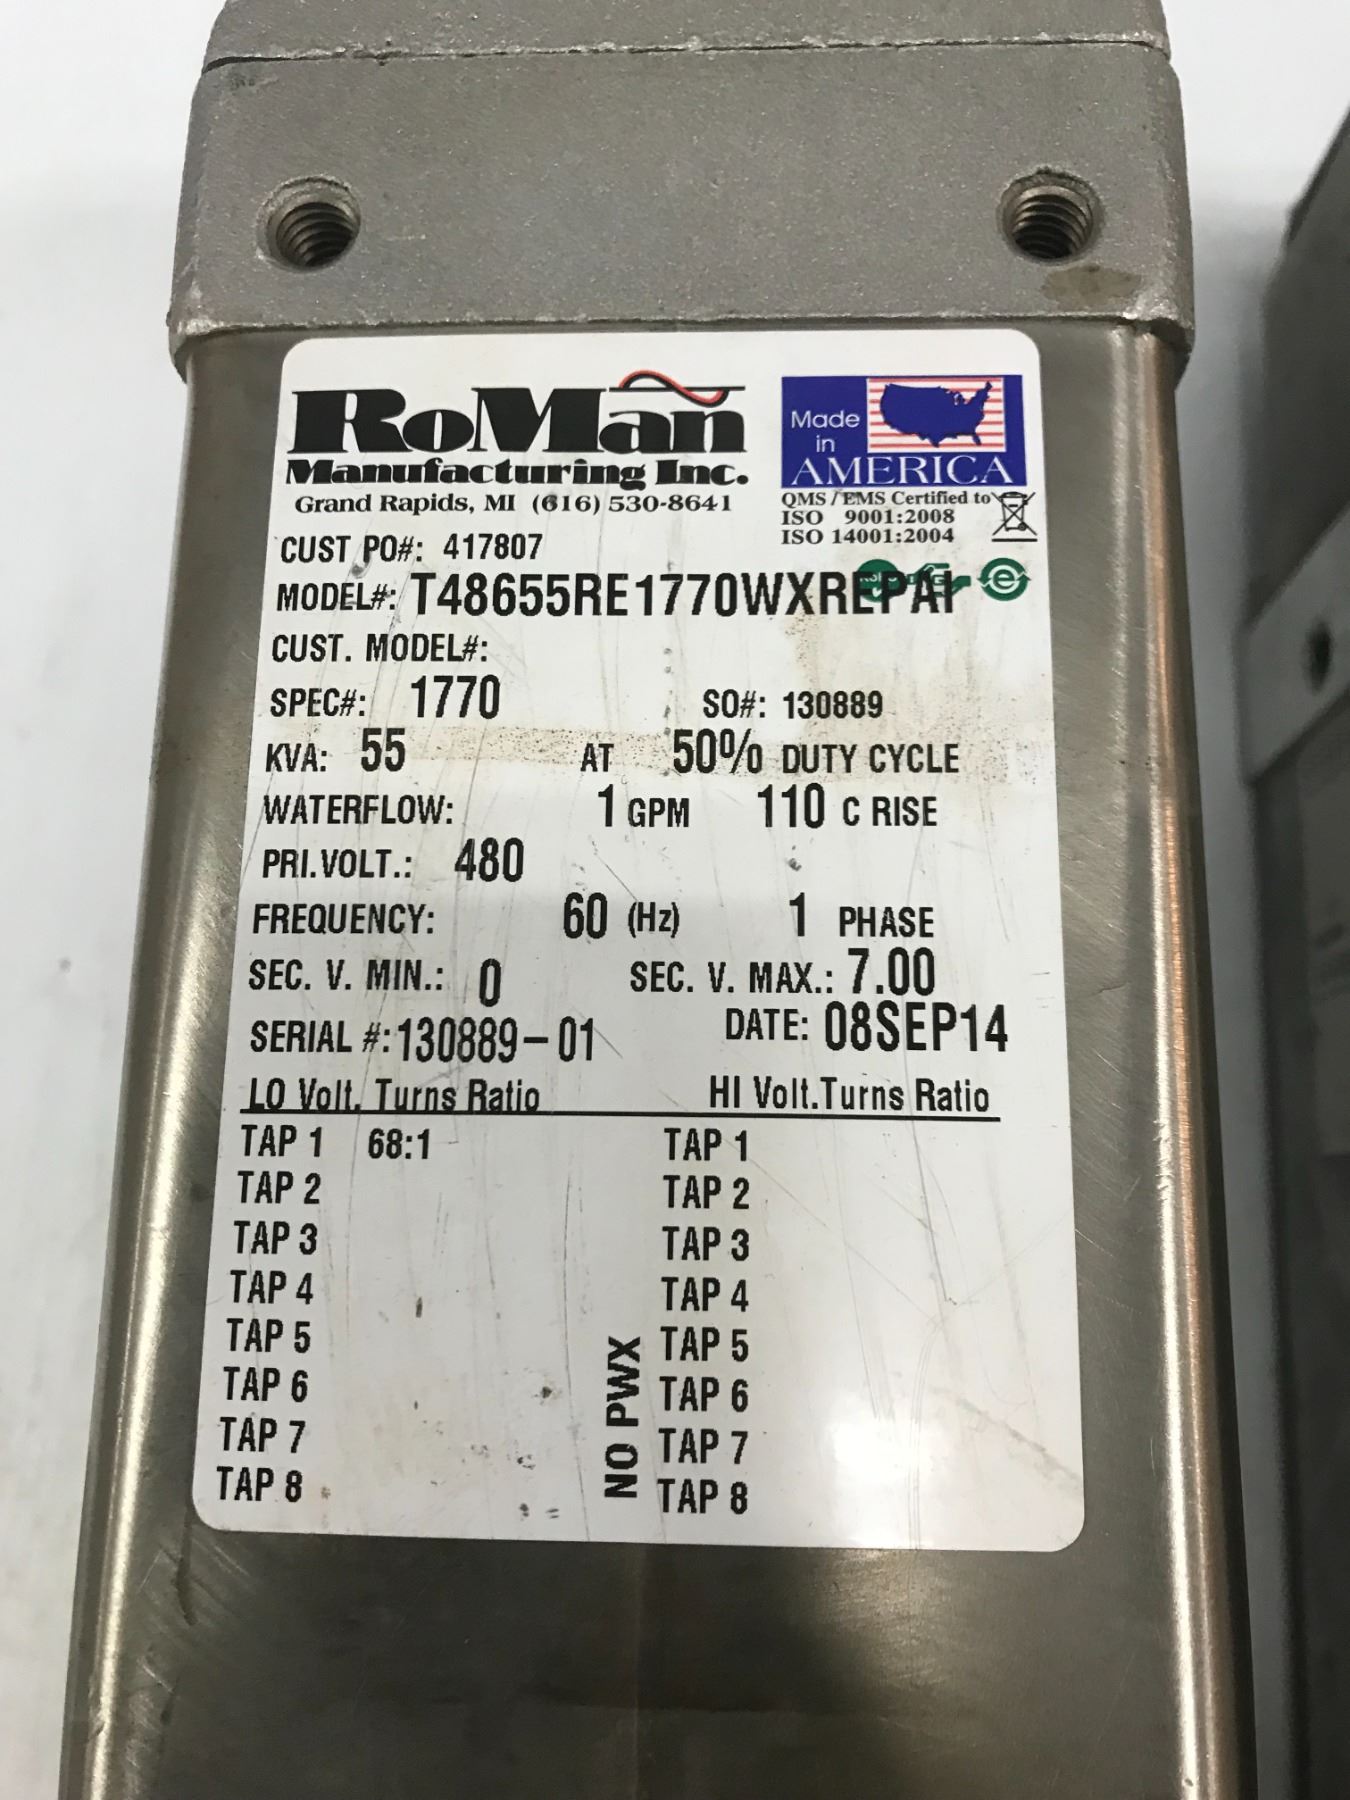 RoMan
Manufacturing Inc.
Grand Rapids, MI (616) 530-8641
Made
in
AMERICA
QMS / EMS Certified to
ISO 9001:2008
ISO 14001:2004
CUST PO#: 417807
MODEL#: T48655RE1770WXREPAI
e
CUST. MODEL#:
SPEC#: 1770 SO#: 130889
KVA: 55 AT 50% DUTY CYCLE
WATERFLOW: 1 GPM 110 C RISE
PRI.VOLT.: 480
FREQUENCY: 60 (Hz) 1 PHASE
SEC. V. MIN.: 0 SEC. V. MAX.: 7.00
SERIAL #:130889-01 DATE: 08SEP14
LO Volt. Turns Ratio HI Volt.Turns Ratio
TAP 1 68:1 TAP 1
TAP 2 TAP 2
TAP 3 TAP 3
TAP 4 TAP 4
TAP 5 TAP 5
TAP 6 TAP 6
TAP 7 TAP 7
TAP 8 TAP 8
NO PWX